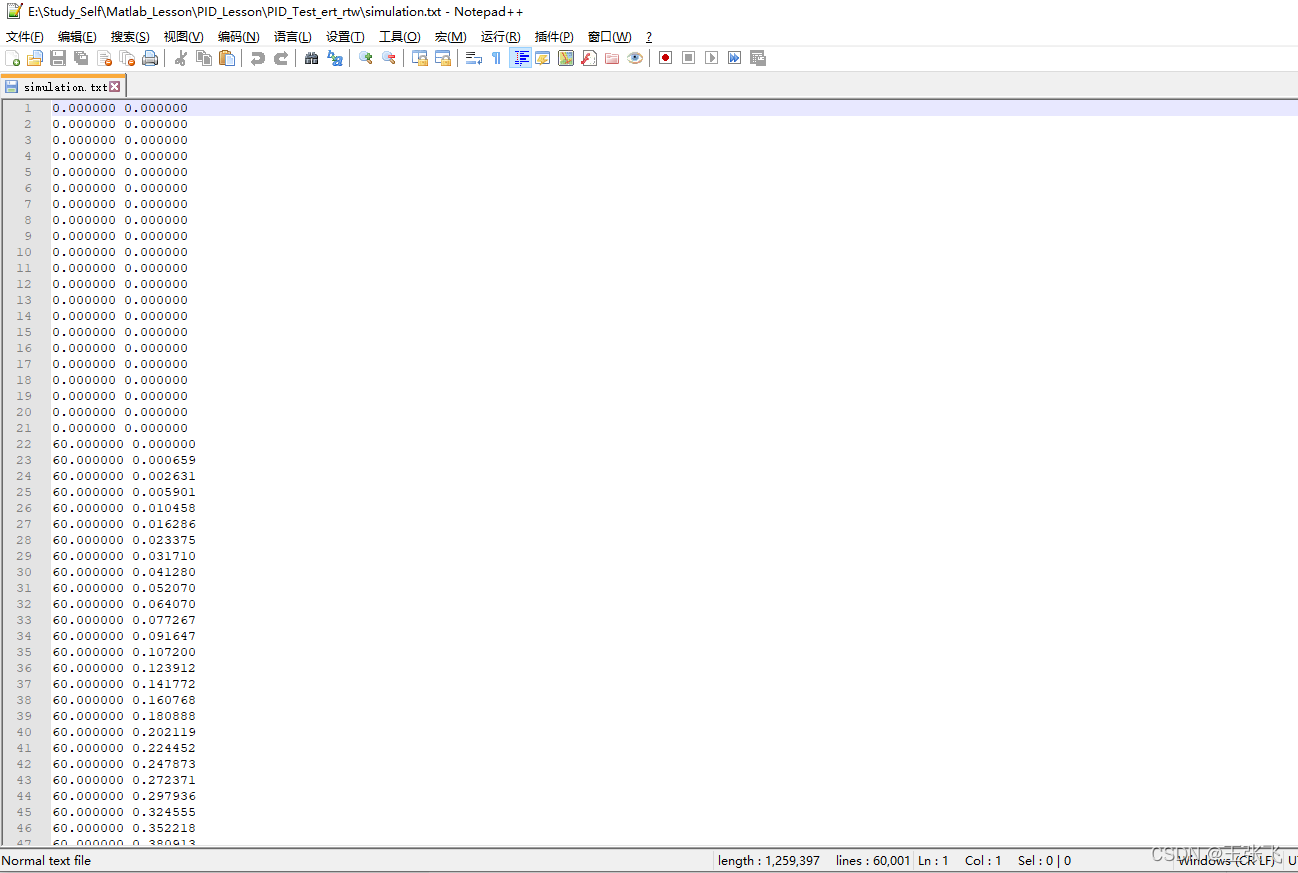 E:\Study_Self\Matlab_Lesson\PID_Lesson\PID_Test_ert_rtw\simulation.txt - Notepad++
文件(F) 编辑(E) 搜索(S) 视图(V) 编码(N) 语言(L) 设置(T) 工具(O) 宏(M) 运行(R) 插件(P) 窗口(W) ?
simulation.txt
1 0.000000 0.000000
2 0.000000 0.000000
3 0.000000 0.000000
4 0.000000 0.000000
5 0.000000 0.000000
6 0.000000 0.000000
7 0.000000 0.000000
8 0.000000 0.000000
9 0.000000 0.000000
10 0.000000 0.000000
11 0.000000 0.000000
12 0.000000 0.000000
13 0.000000 0.000000
14 0.000000 0.000000
15 0.000000 0.000000
16 0.000000 0.000000
17 0.000000 0.000000
18 0.000000 0.000000
19 0.000000 0.000000
20 0.000000 0.000000
21 0.000000 0.000000
22 60.000000 0.000000
23 60.000000 0.000659
24 60.000000 0.002631
25 60.000000 0.005901
26 60.000000 0.010458
27 60.000000 0.016286
28 60.000000 0.023375
29 60.000000 0.031710
30 60.000000 0.041280
31 60.000000 0.052070
32 60.000000 0.064070
33 60.000000 0.077267
34 60.000000 0.091647
35 60.000000 0.107200
36 60.000000 0.123912
37 60.000000 0.141772
38 60.000000 0.160768
39 60.000000 0.180888
40 60.000000 0.202119
41 60.000000 0.224452
42 60.000000 0.247873
43 60.000000 0.272371
44 60.000000 0.297936
45 60.000000 0.324555
46 60.000000 0.352218
47 60.000000 0.380913
Normal text file length : 1,259,397 lines : 60,001 Ln : 1 Col : 1 Sel : 0 | 0 Windows (CR LF) U
CSDN @王张飞